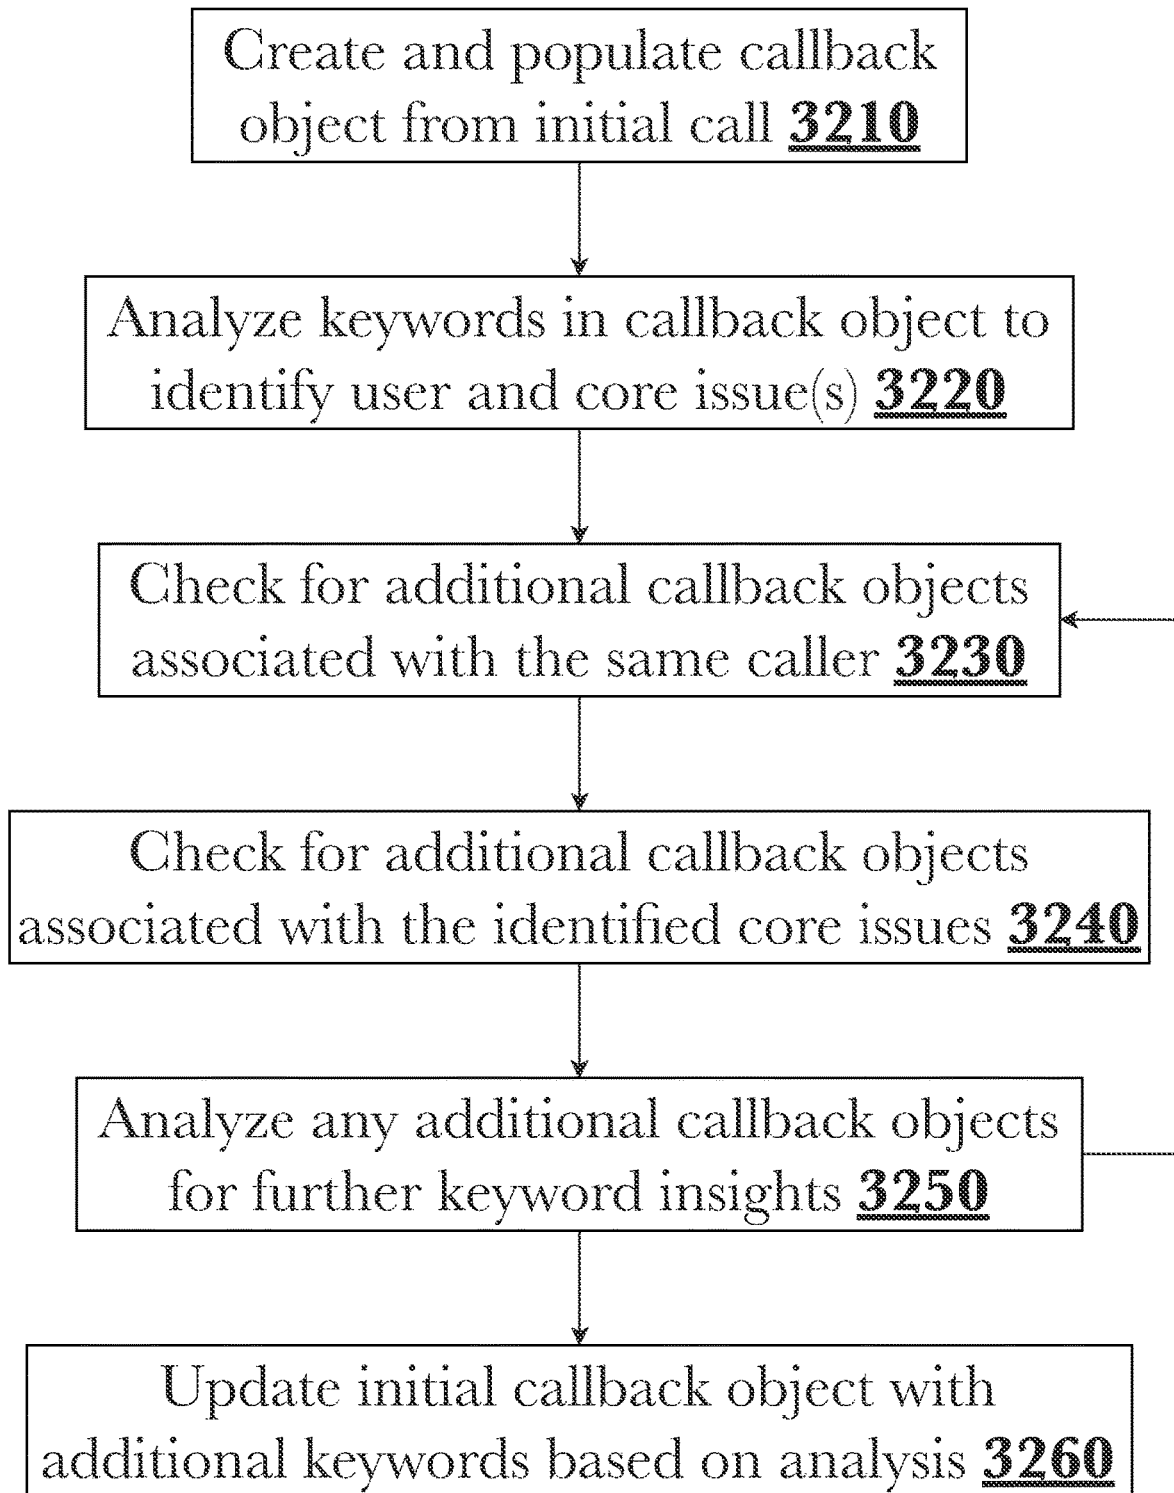 Create and populate callback
object from initial call 3210
Analyze keywords in callback object to
identify user and core issue(s) 3220
Check for additional callback objects
associated with the same caller 3230
Check for additional callback objects
associated with the identified core issues 3240
Analyze any additional callback objects
for further keyword insights 3250
Update initial callback object with
additional keywords based on analysis 3260